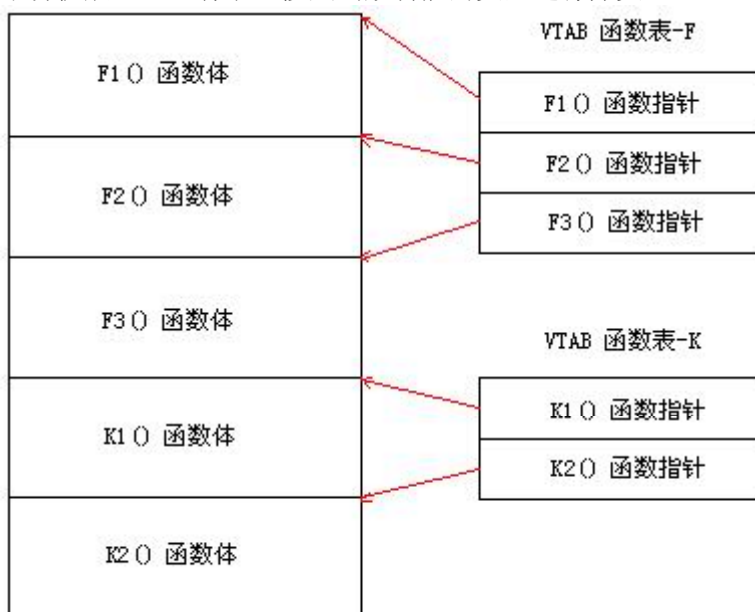 F1() 函数体
F2() 函数体
F3() 函数体
K1() 函数体
K2() 函数体
VTAB 函数表-F
F1() 函数指针
F2() 函数指针
F3() 函数指针
VTAB 函数表-K
K1() 函数指针
K2() 函数指针